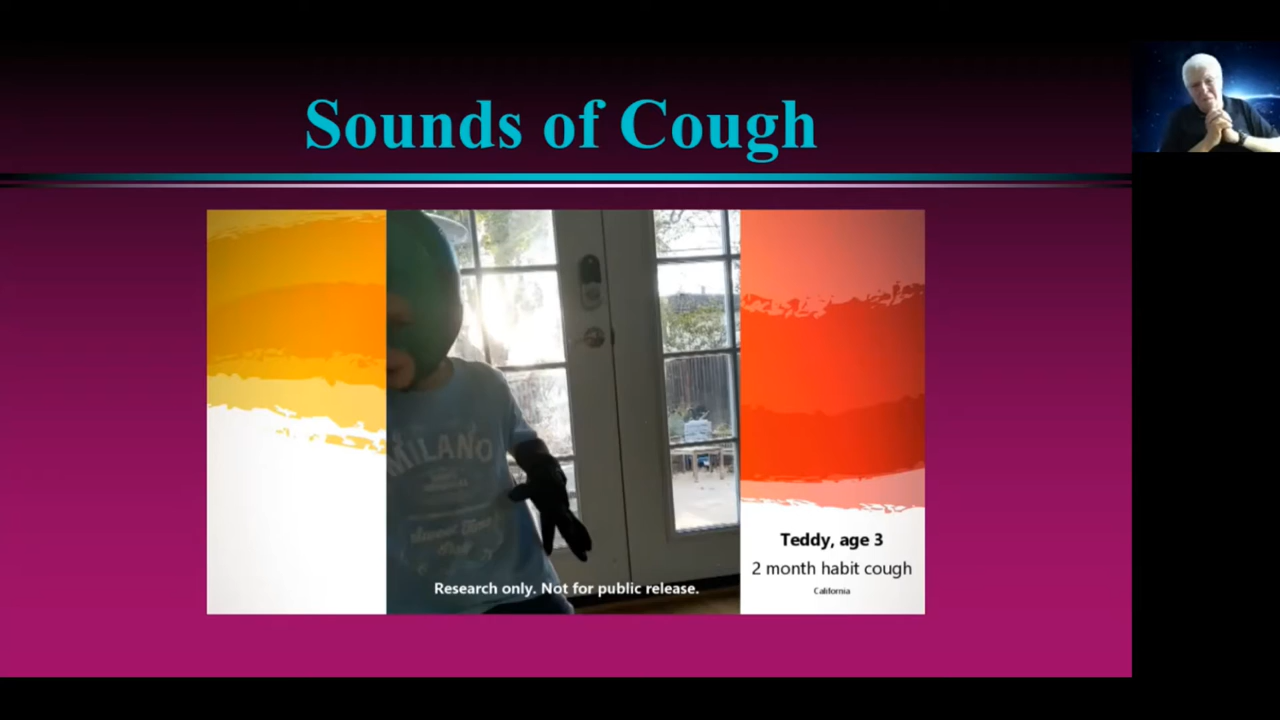 Sounds of Cough
MILANO
Research only. Not for public release.
Teddy, age 3
2 month habit cough
California